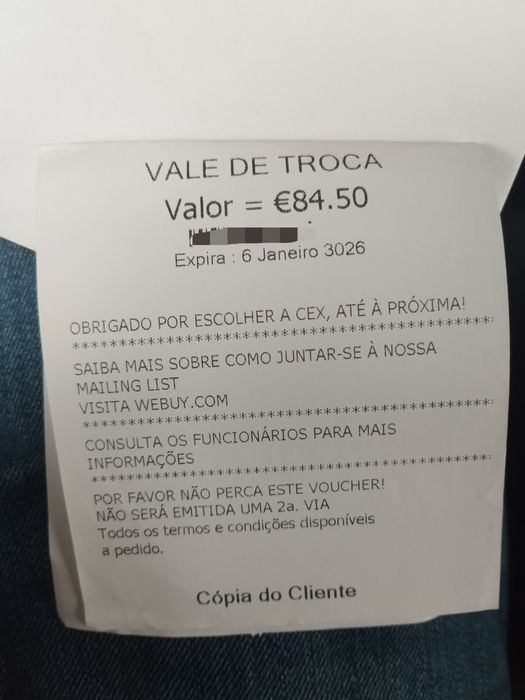 VALE DE TROCA
Valor = €84.50
Expira : 6 Janeiro 3026
OBRIGADO POR ESCOLHER A CEX, ATÉ À PRÓXIMA!
****************************************************
SAIBA MAIS SOBRE COMO JUNTAR-SE À NOSSA
MAILING LIST
VISITA WEBUY.COM
****************************************************
CONSULTA OS FUNCIONÁRIOS PARA MAIS
INFORMAÇÕES
****************************************************
POR FAVOR NÃO PERCA ESTE VOUCHER!
NÃO SERÁ EMITIDA UMA 2a. VIA
Todos os termos e condições disponíveis
a pedido.
Cópia do Cliente